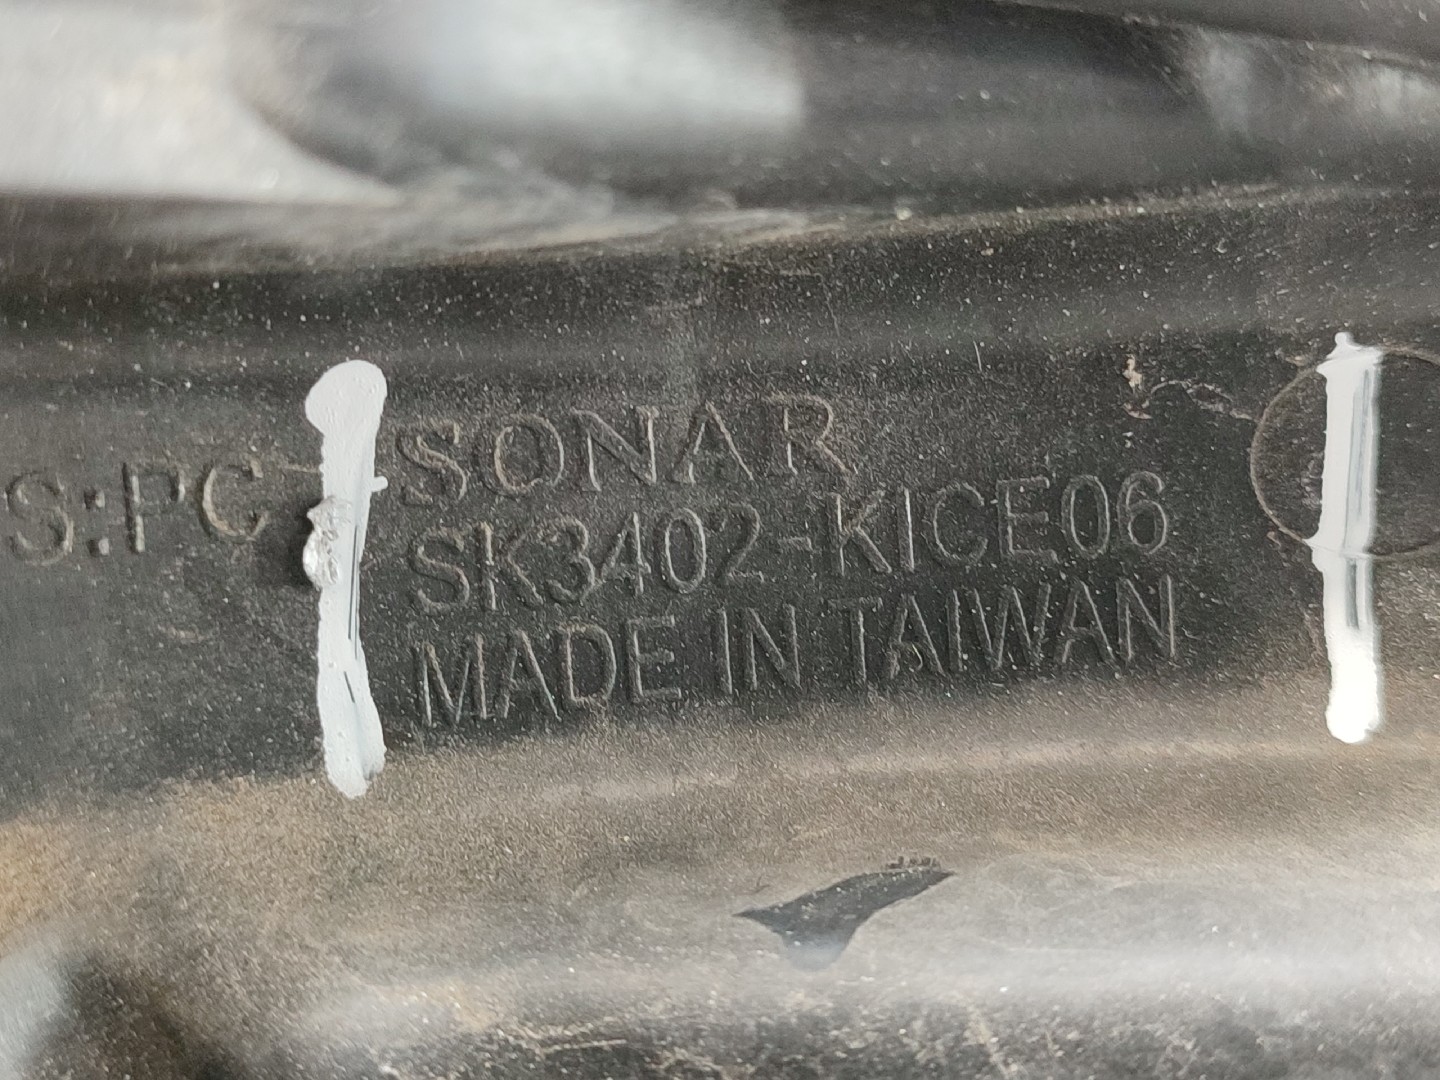 S:PC
SONAR
SK3402-KICE06
MADE IN TAIWAN